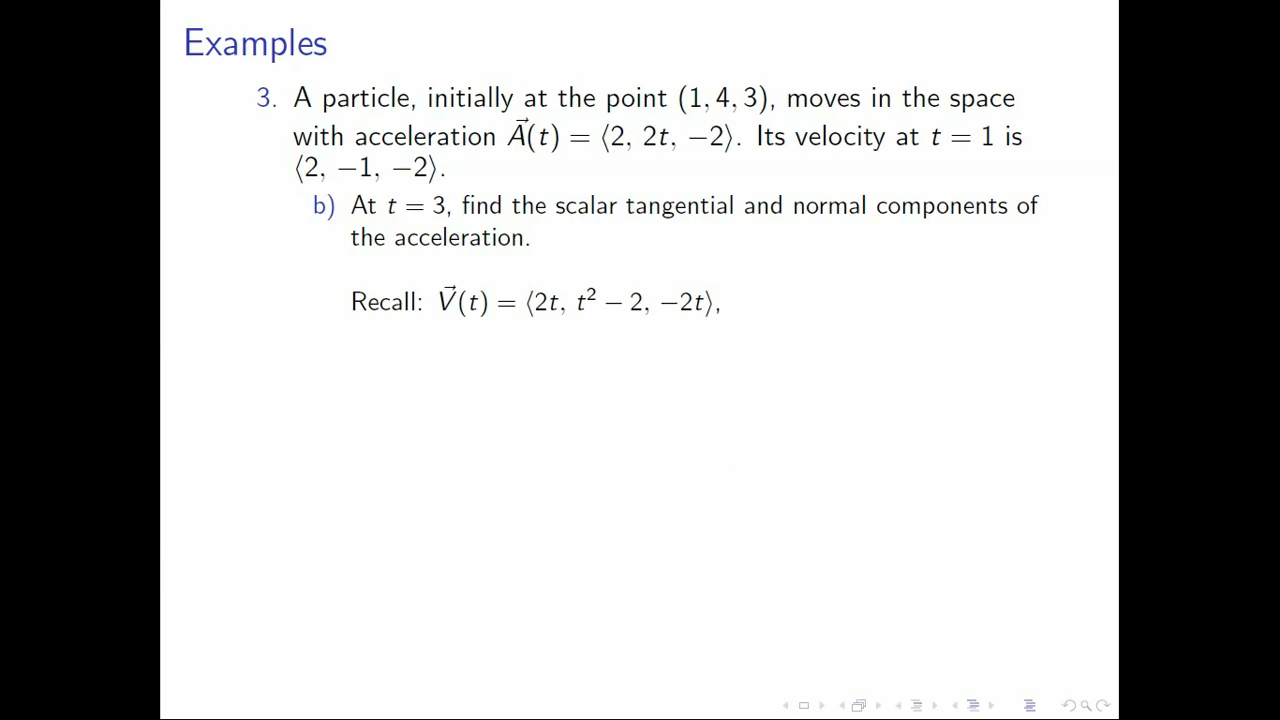 Examples
3. A particle, initially at the point (1, 4, 3), moves in the space
with acceleration A⃗(t) = ⟨2, 2t, −2⟩. Its velocity at t = 1 is
⟨2, −1, −2⟩.
b) At t = 3, find the scalar tangential and normal components of
the acceleration.
Recall: V⃗(t) = ⟨2t, t² − 2, −2t⟩,